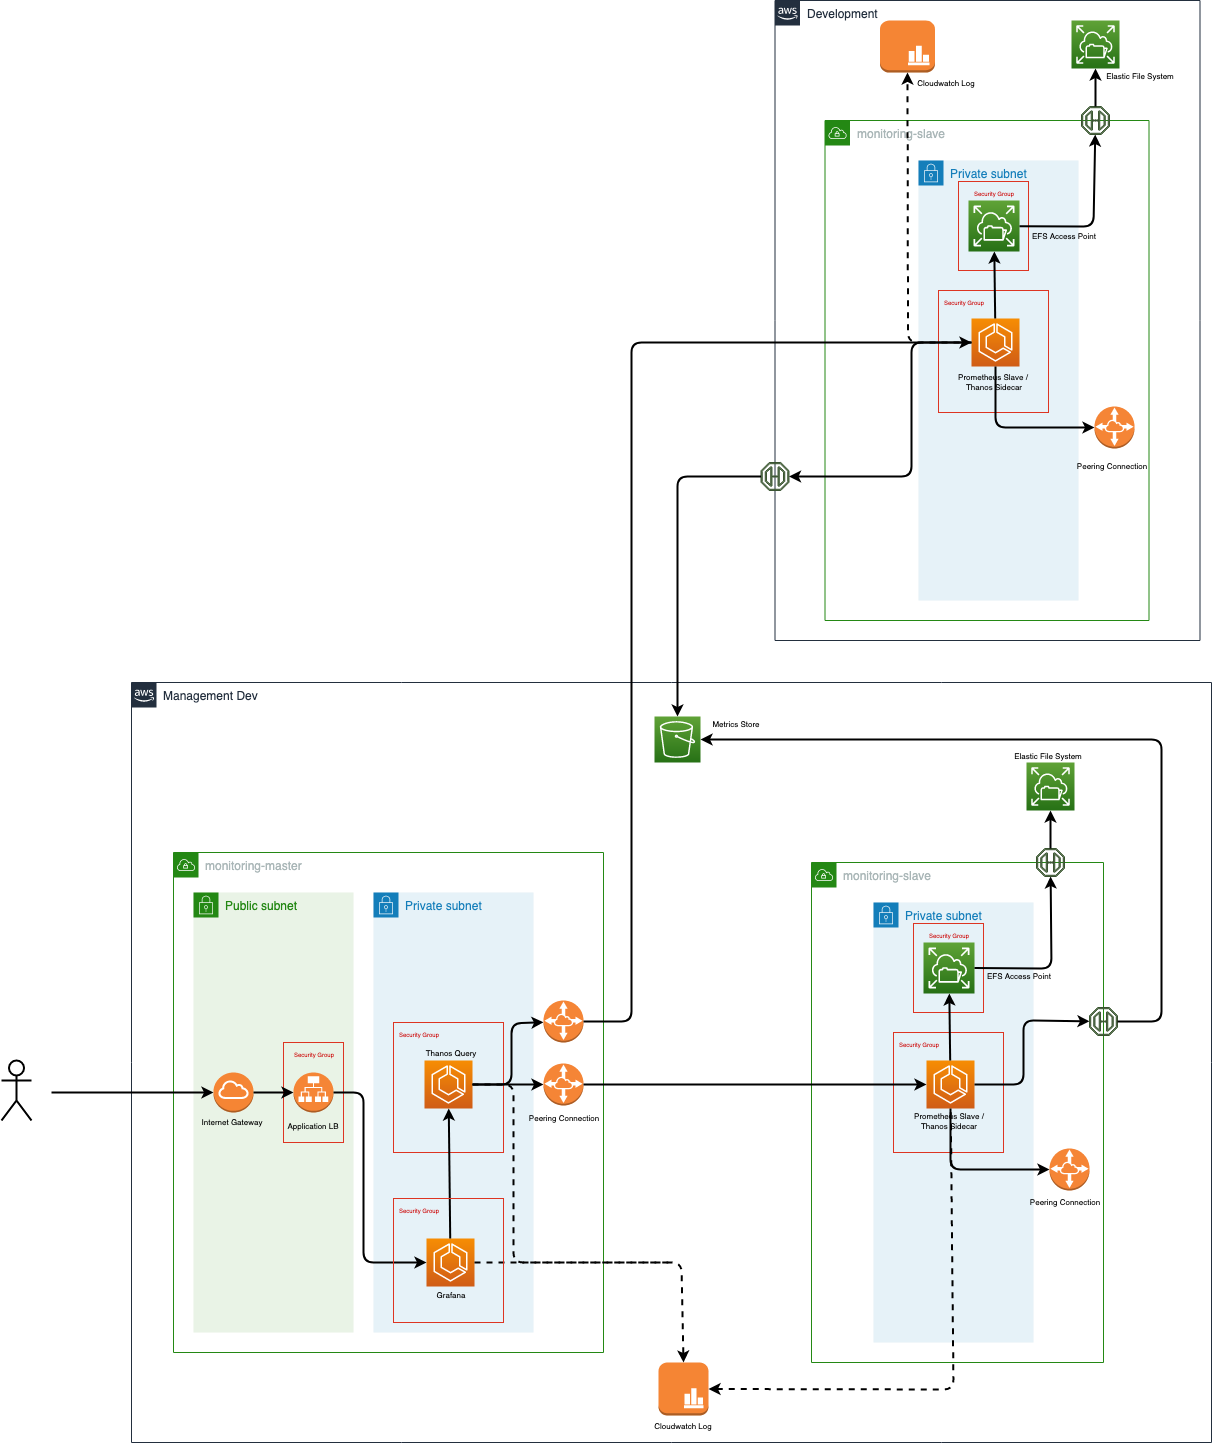 aws
Development
Cloudwatch Log
Elastic File System
monitoring-slave
Private subnet
Security Group
EFS Access Point
Security Group
Prometheus Slave /
Thanos Sidecar
Peering Connection
aws
Management Dev
Metrics Store
Elastic File System
monitoring-master
monitoring-slave
Public subnet
Private subnet
Private subnet
Security Group
EFS Access Point
Security Group
Security Group
Security Group
Thanos Query
Internet Gateway
Application LB
Peering Connection
Prometheus Slave /
Thanos Sidecar
Peering Connection
Security Group
Grafana
Cloudwatch Log